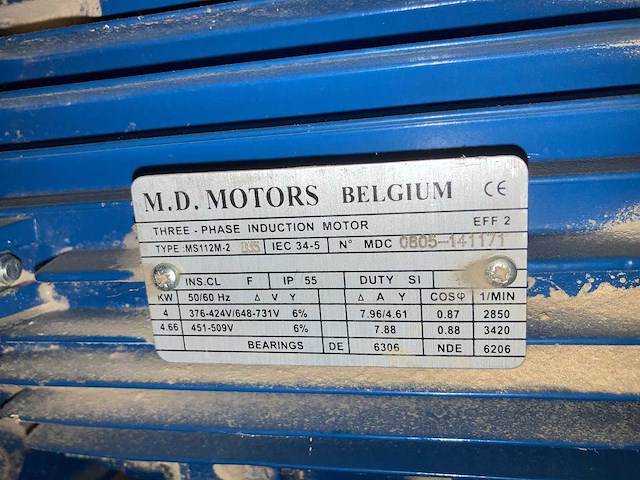 M.D. MOTORS BELGIUM CE
THREE - PHASE INDUCTION MOTOR EFF 2
TYPE :MS112M-2 IEC 34-5 N° MDC 0805-141171
INS.CL F IP 55 DUTY SI
KW 50/60 Hz Δ V Y Δ A Y COSφ 1/MIN
4 376-424V/648-731V 6% 7.96/4.61 0.87 2850
4.66 451-509V 6% 7.88 0.88 3420
BEARINGS DE 6306 NDE 6206